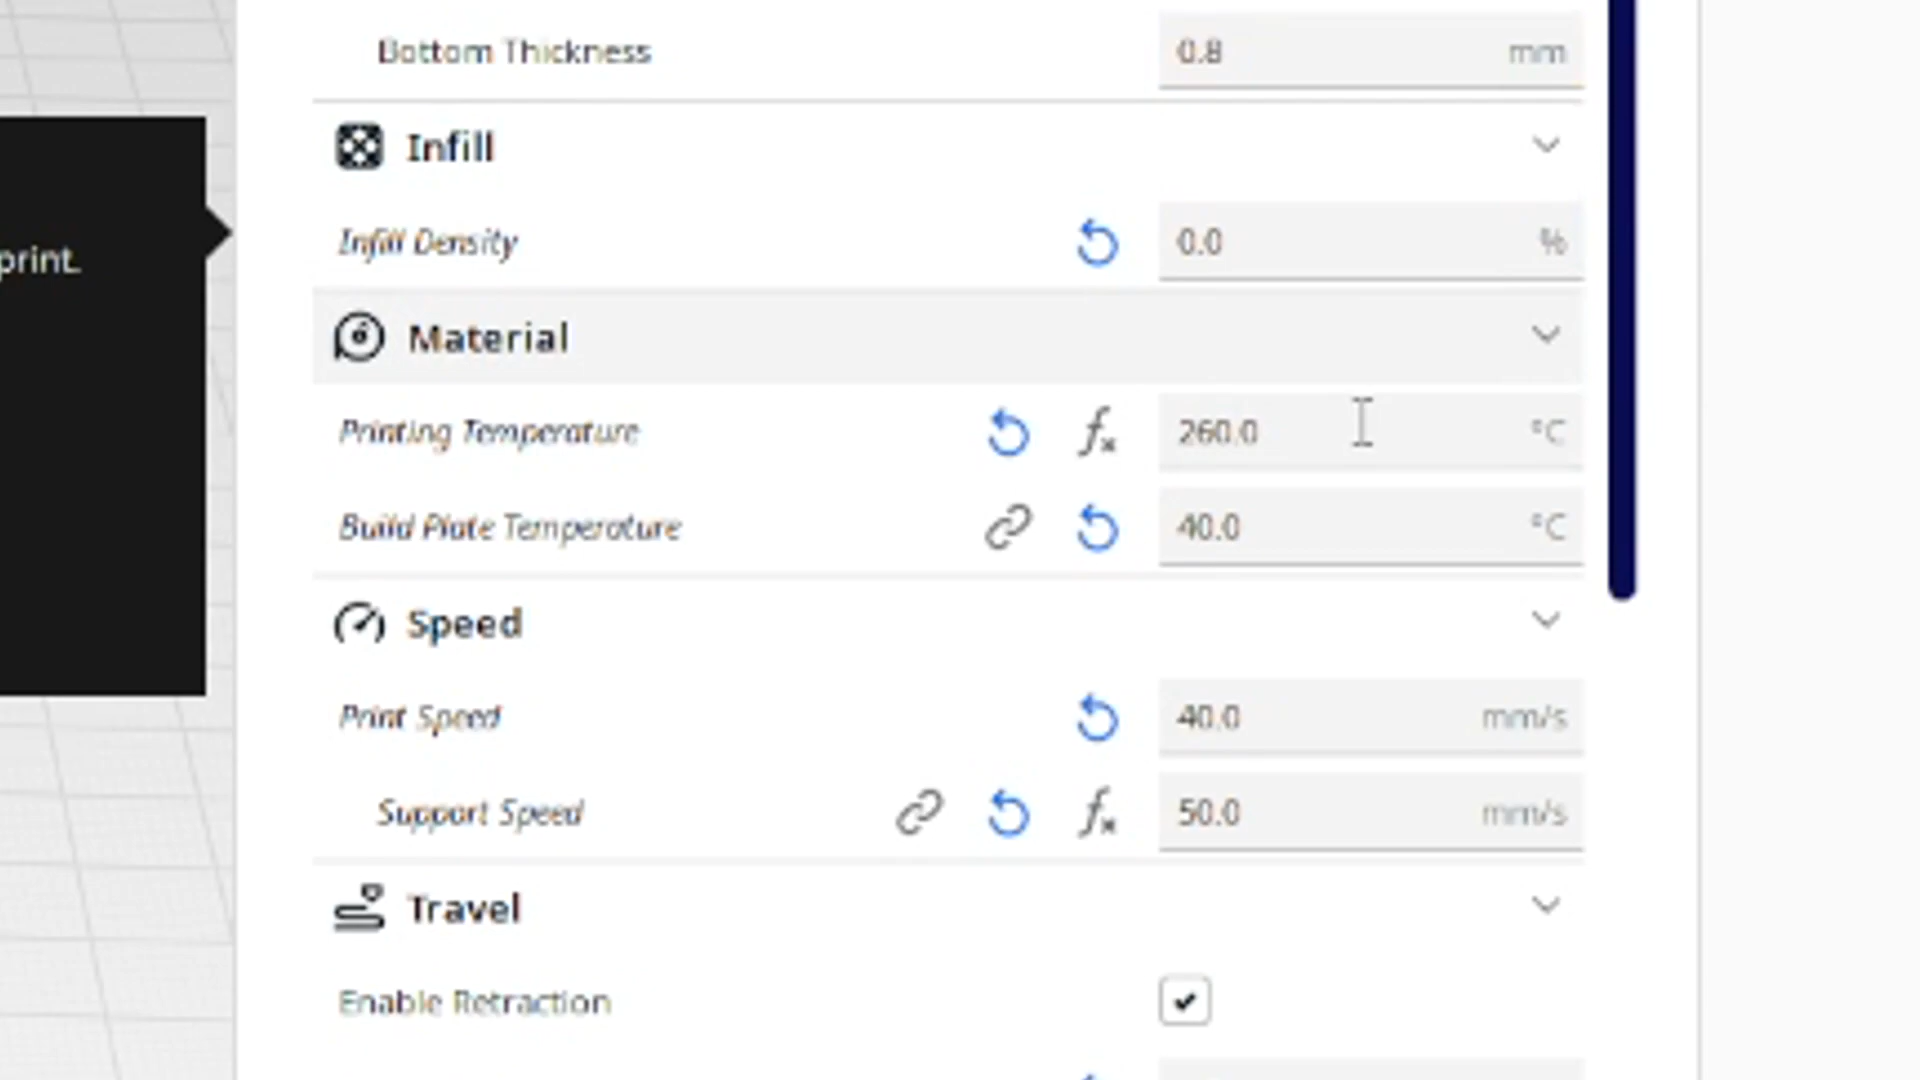 Bottom Thickness 0.8 mm
Infill
print.
Infill Density 0.0 %
Material
Printing Temperature 260.0 °C
Build Plate Temperature 40.0 °C
Speed
Print Speed 40.0 mm/s
Support Speed 50.0 mm/s
Travel
Enable Retraction